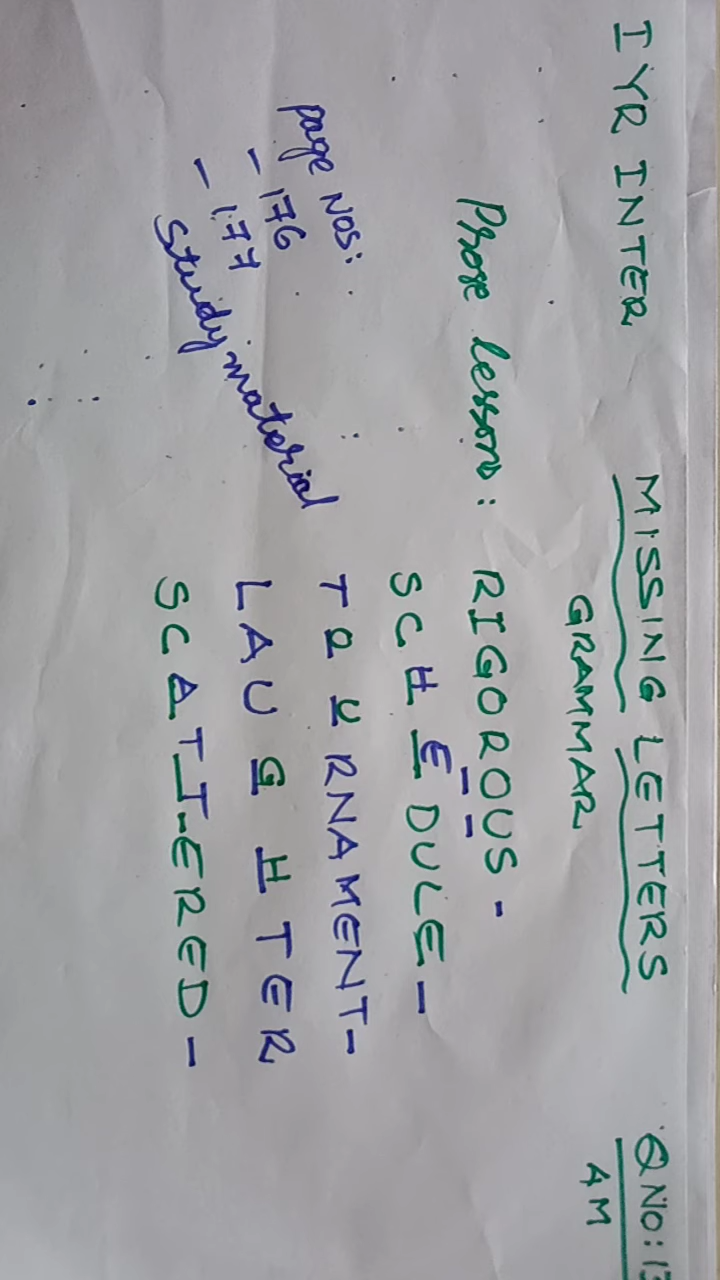 I YR INTER MISSING LETTERS Q NO: 13
GRAMMAR 4M
Prose lessons: RIGOROUS -
SCHEDULE -
Page Nos: TOURNAMENT -
- 176 LAUGHTER
- 177 SCATTERED -
Study material